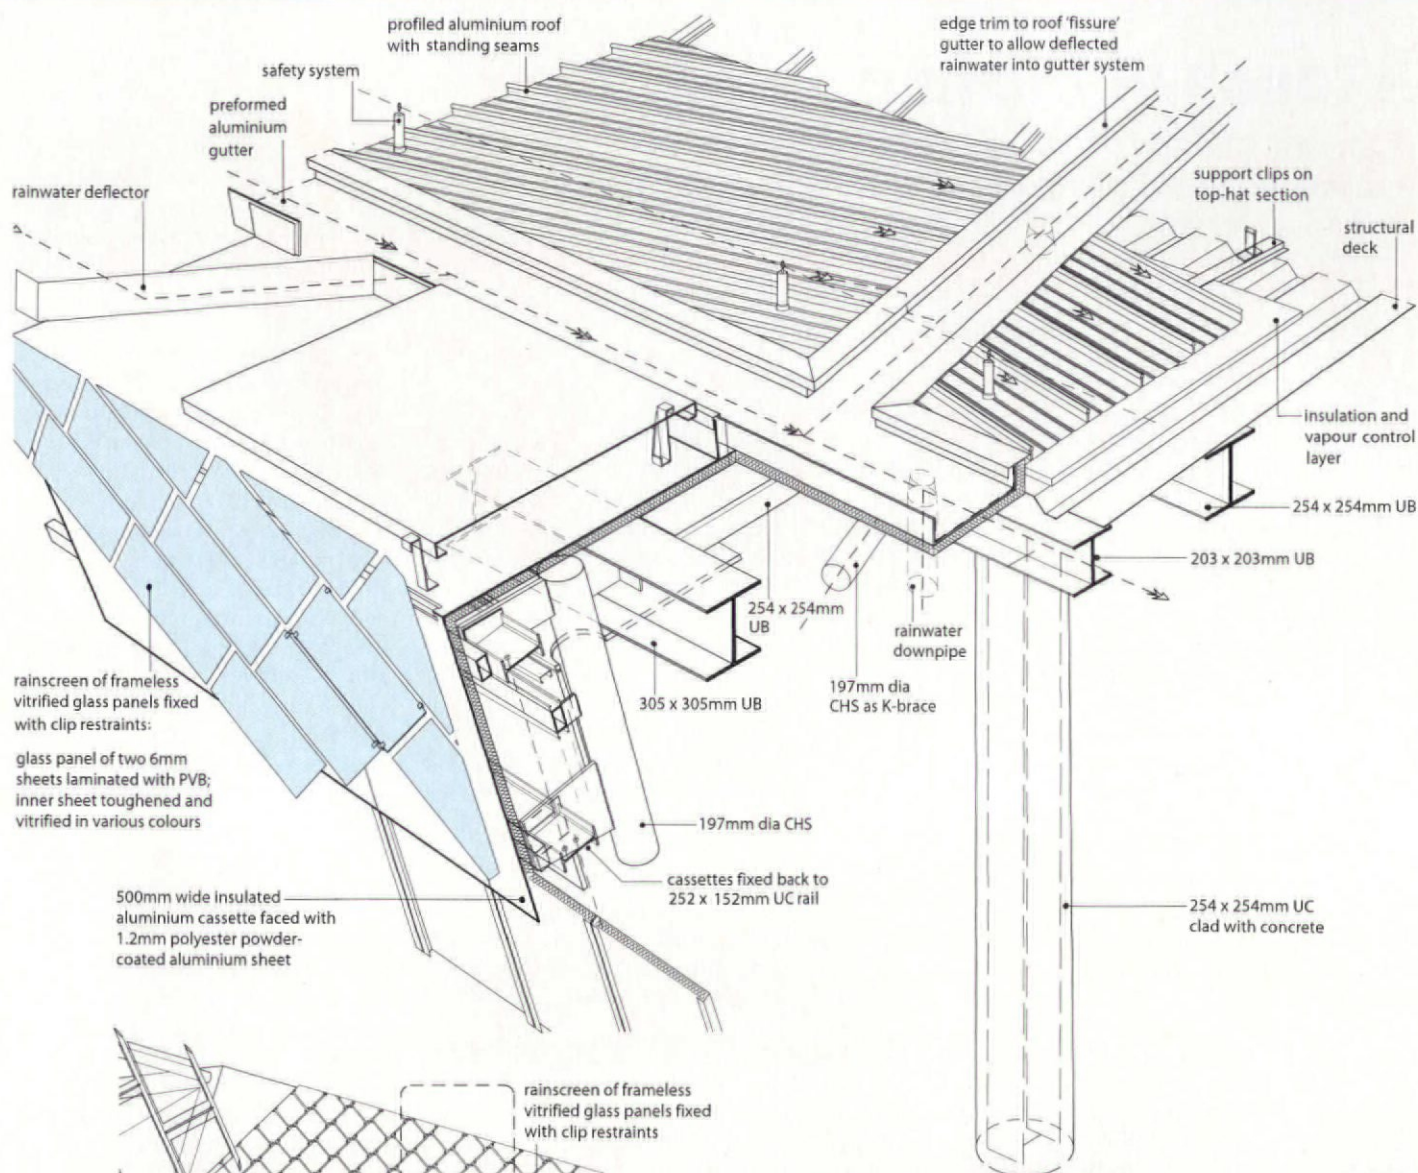 profiled aluminium roof
with standing seams
edge trim to roof 'fissure'
gutter to allow deflected
rainwater into gutter system
safety system
preformed
aluminium
gutter
rainwater deflector
support clips on
top-hat section
structural
deck
insulation and
vapour control
layer
254 x 254mm UB
203 x 203mm UB
254 x 254mm
UB
rainwater
downpipe
197mm dia
CHS as K-brace
305 x 305mm UB
rainscreen of frameless
vitrified glass panels fixed
with clip restraints:
glass panel of two 6mm
sheets laminated with PVB;
inner sheet toughened and
vitrified in various colours
197mm dia CHS
cassettes fixed back to
252 x 152mm UC rail
500mm wide insulated
aluminium cassette faced with
1.2mm polyester powder-
coated aluminium sheet
254 x 254mm UC
clad with concrete
rainscreen of frameless
vitrified glass panels fixed
with clip restraints